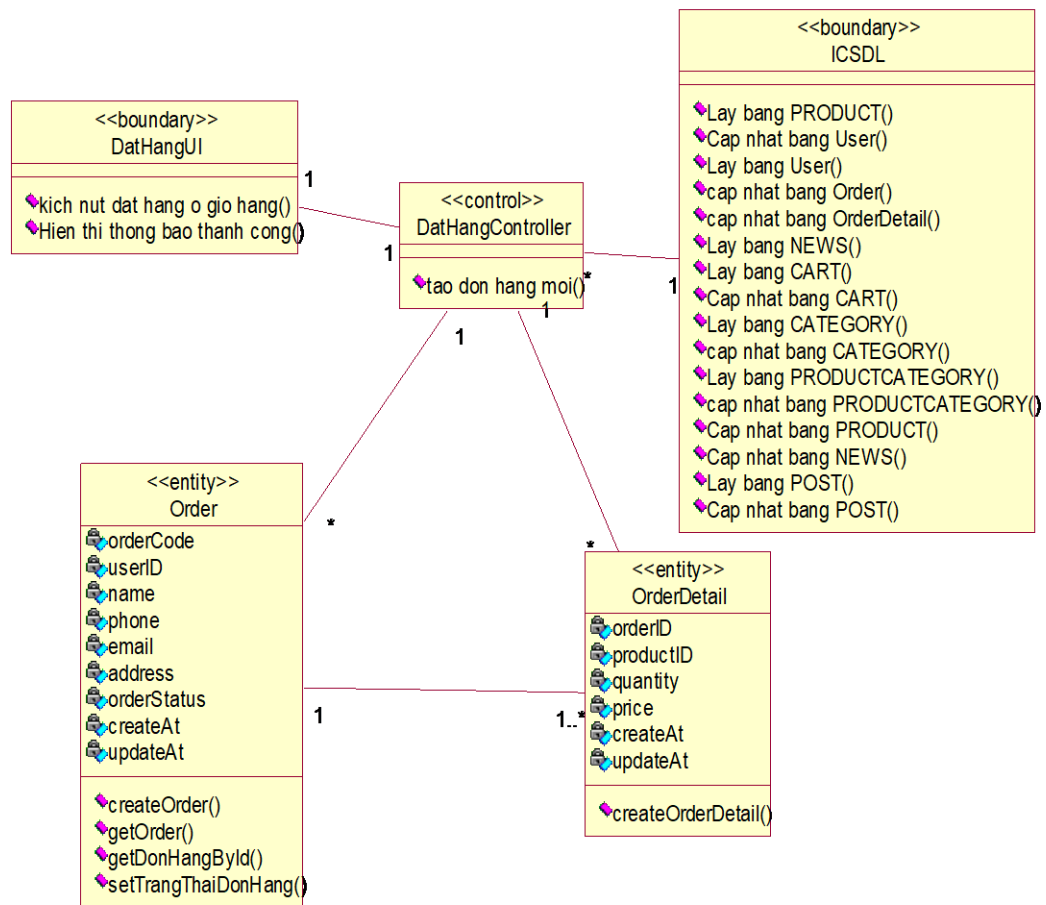 <<boundary>>
DatHangUI
kich nut dat hang o gio hang()
Hien thi thong bao thanh cong()
1
1
<<control>>
DatHangController
tao don hang moi()
*
1
1
1
<<boundary>>
ICSDL
Lay bang PRODUCT()
Cap nhat bang User()
Lay bang User()
cap nhat bang Order()
cap nhat bang OrderDetail()
Lay bang NEWS()
Lay bang CART()
Cap nhat bang CART()
Lay bang CATEGORY()
cap nhat bang CATEGORY()
Lay bang PRODUCTCATEGORY()
cap nhat bang PRODUCTCATEGORY()
Cap nhat bang PRODUCT()
Cap nhat bang NEWS()
Lay bang POST()
Cap nhat bang POST()
<<entity>>
Order
orderCode
userID
name
phone
email
address
orderStatus
createAt
updateAt
createOrder()
getOrder()
getDonHangById()
setTrangThaiDonHang()
*
1
1..*
*
<<entity>>
OrderDetail
orderID
productID
quantity
price
createAt
updateAt
createOrderDetail()